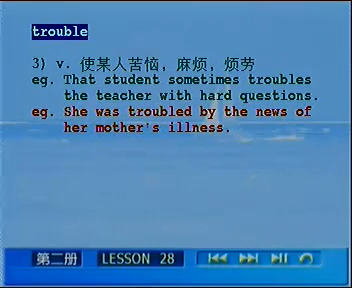 trouble
3) v. 使某人苦恼，麻烦，烦劳
eg. That student sometimes troubles
the teacher with hard questions.
eg. She was troubled by the news of
her mother's illness.
第二册 LESSON 28